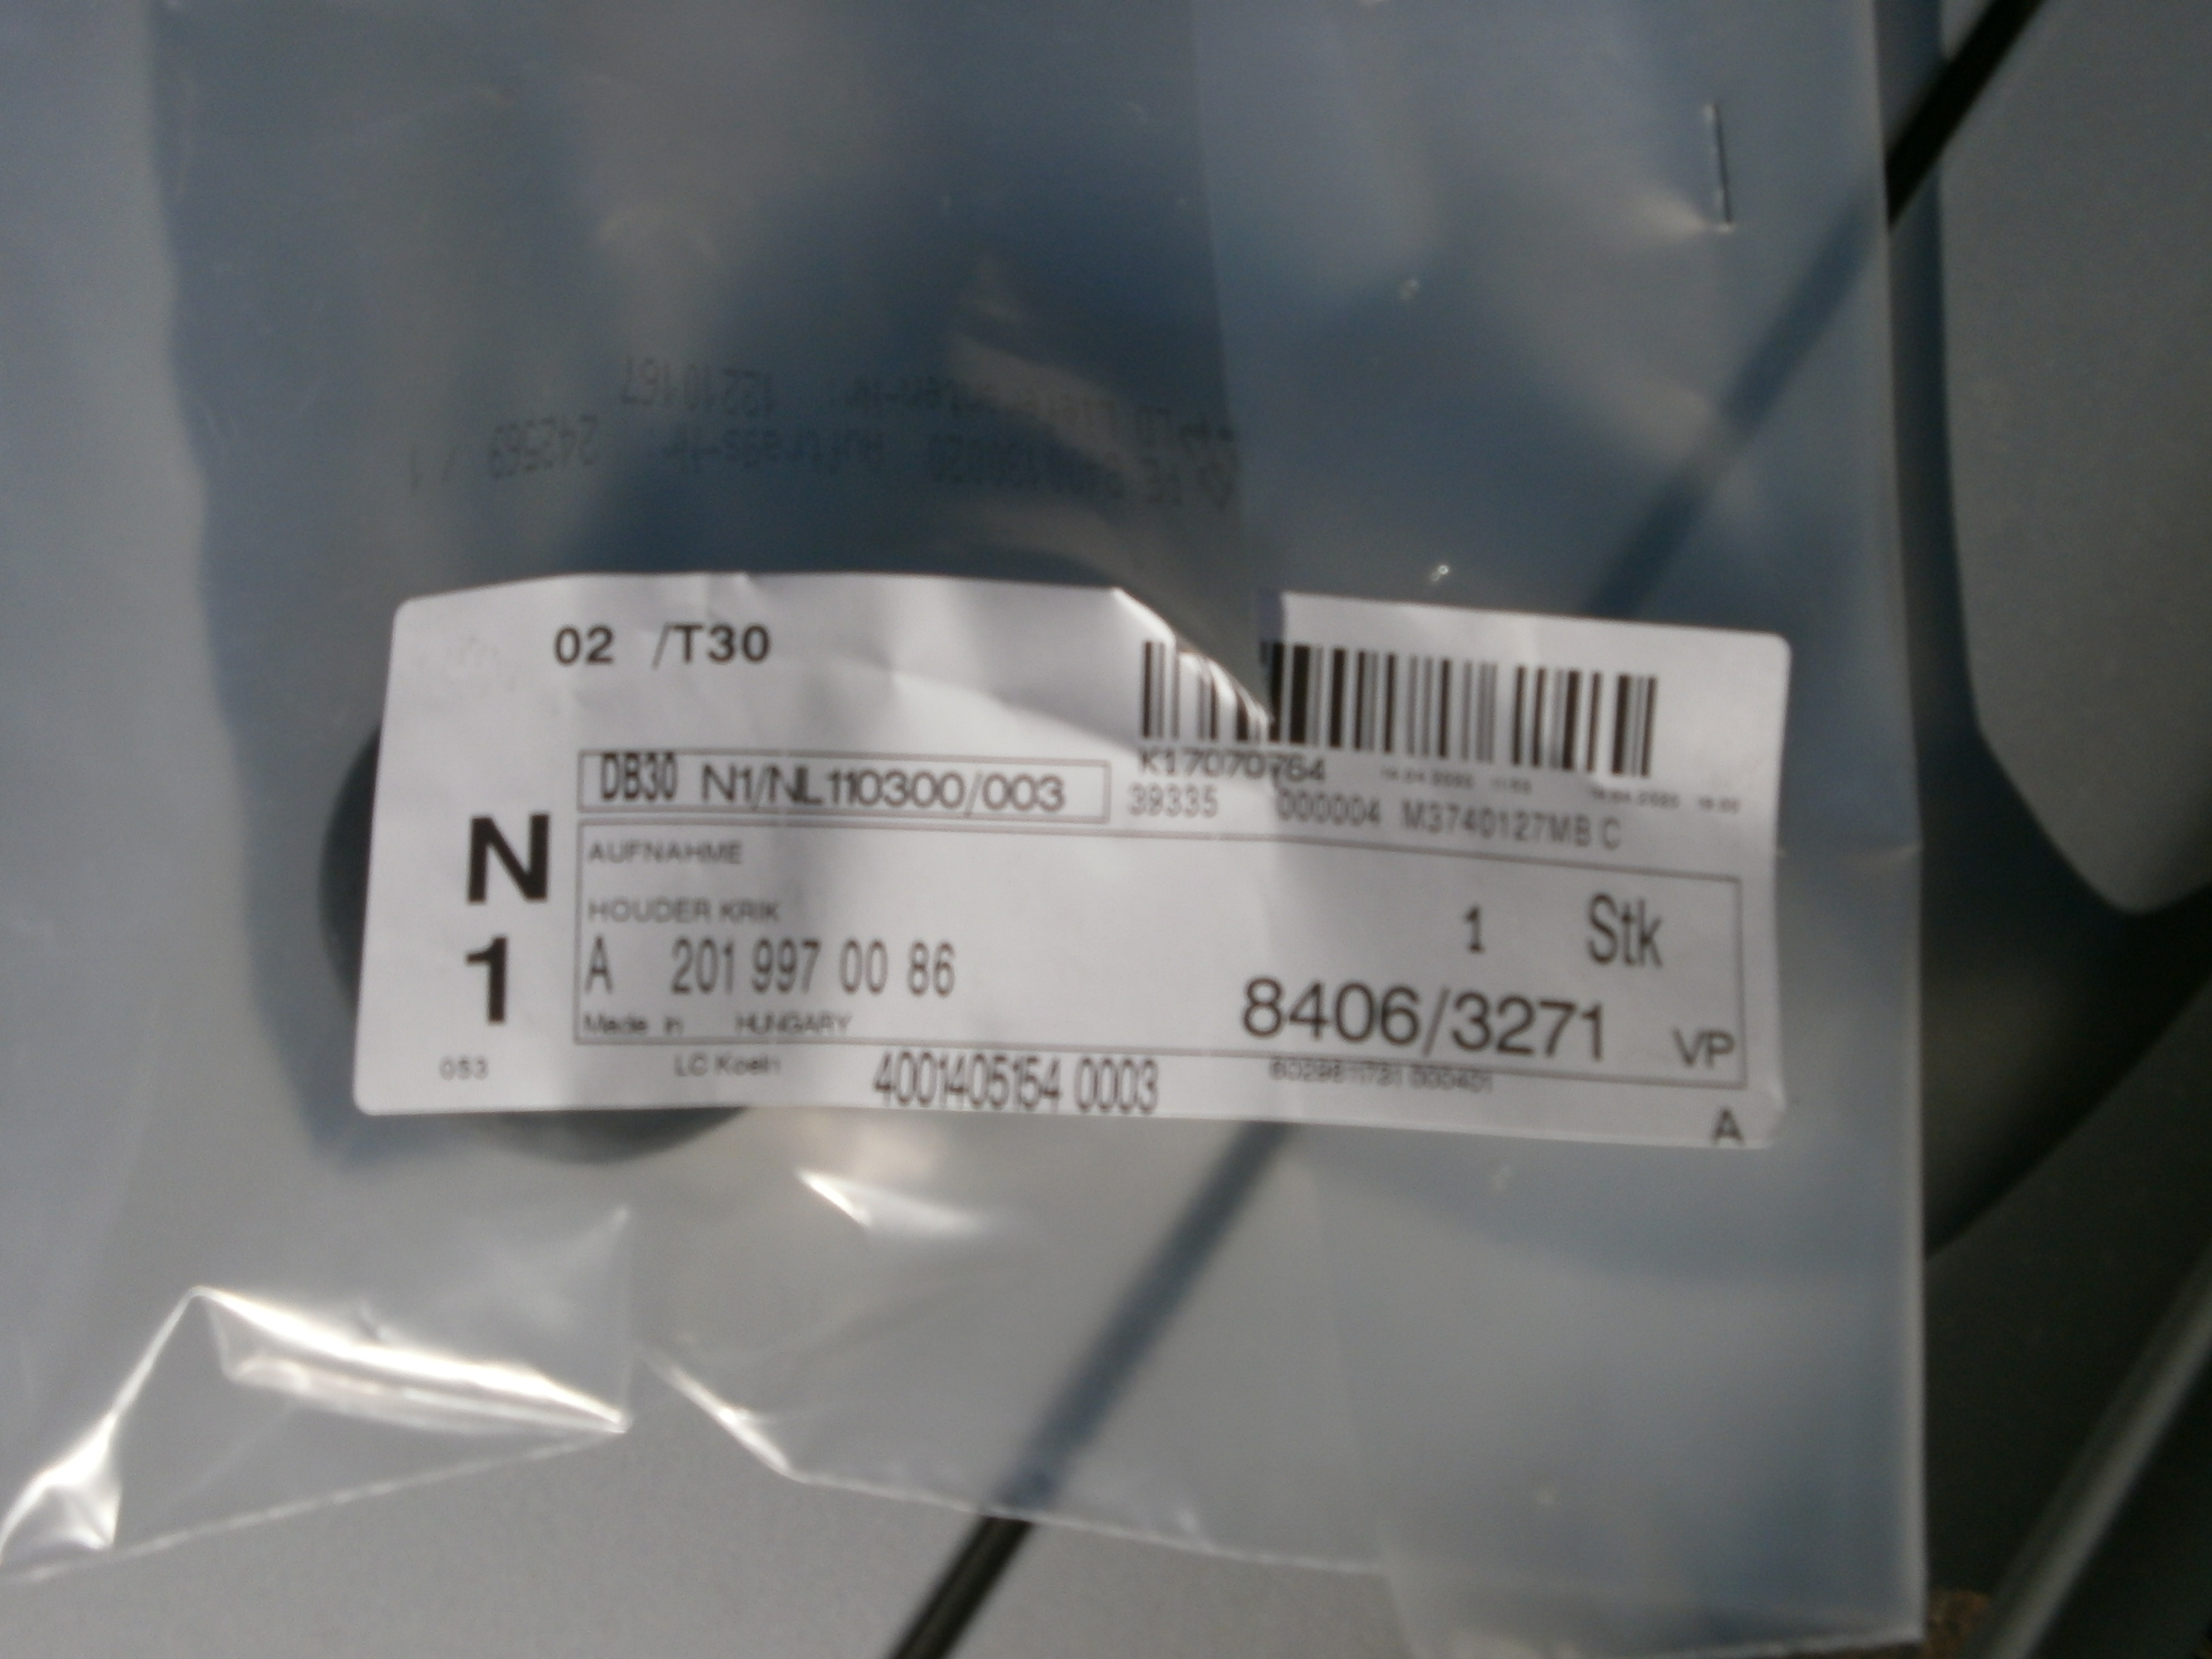 02 /T30
K17070764
DB30 N1/NL110300/003
39335 000004 M3740127MB C
N
1
AUFNAHME
HOUDER KRIK
1 Stk
A 201 997 00 86
8406/3271 VP
Made in HUNGARY
053
LC Koeln
4001405154 0003
A